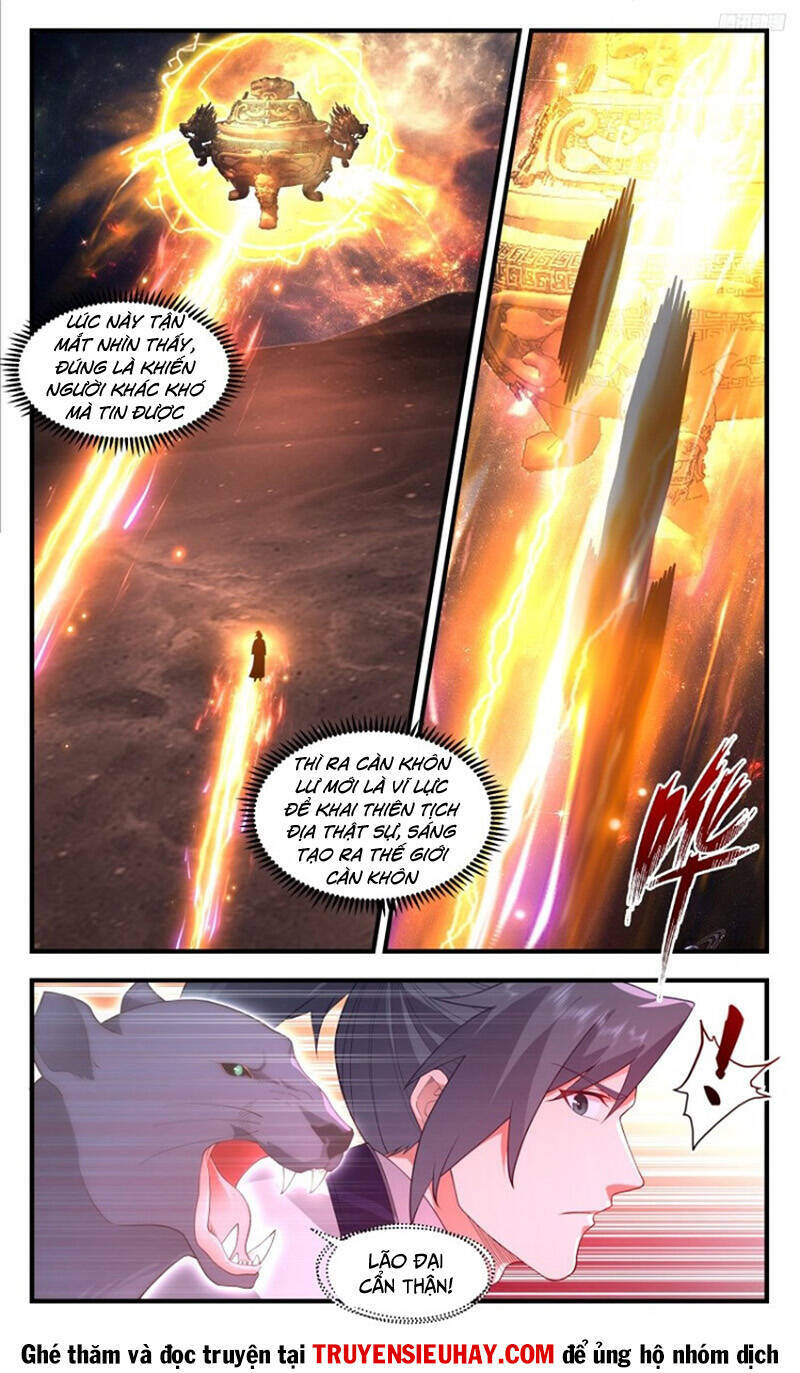 LÚC NÀY TẬN
MẮT NHÌN THẤY,
ĐÚNG LÀ KHIẾN
NGƯỜI KHÁC KHÓ
MÀ TIN ĐƯỢC
THÌ RA CÀN KHÔN
LƯ MỚI LÀ VĨ LỰC
ĐỂ KHAI THIÊN TỊCH
ĐỊA THẬT SỰ, SÁNG
TẠO RA THẾ GIỚI
CÀN KHÔN
!
LÃO ĐẠI
CẨN THẬN!
Ghé thăm và đọc truyện tại TRUYENSIEUHAY.COM để ủng hộ nhóm dịch